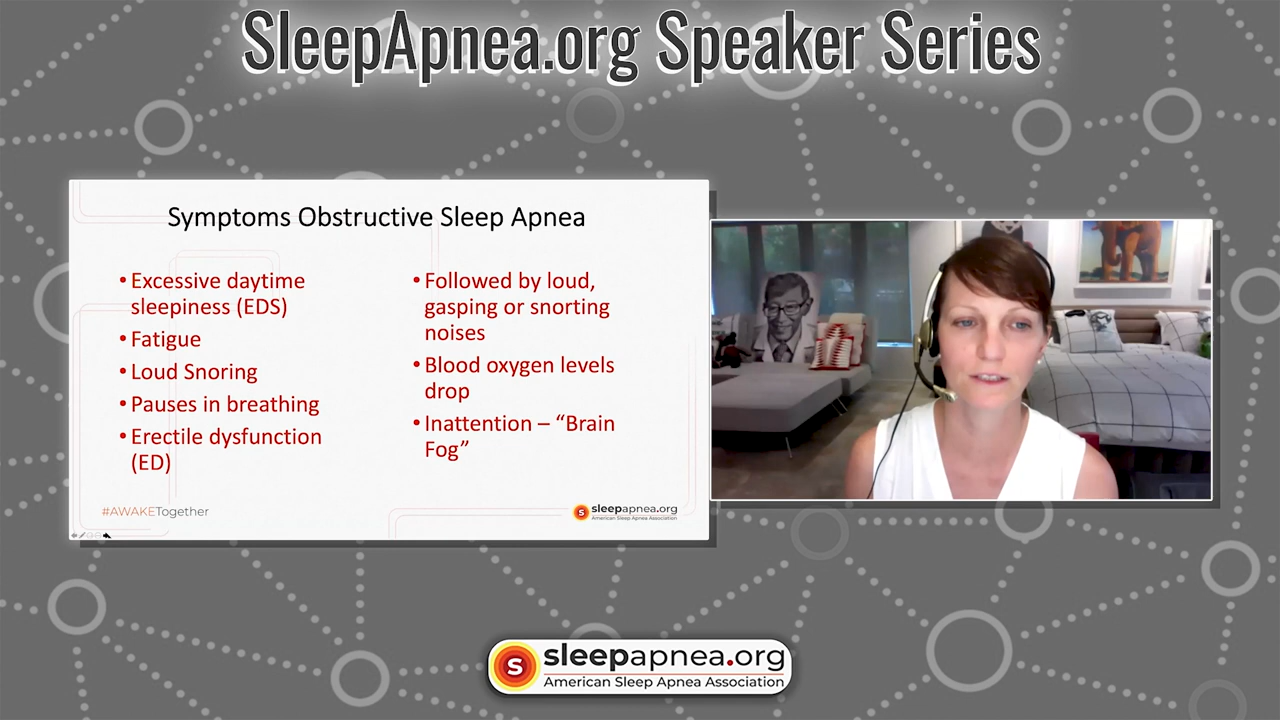 SleepApnea.org Speaker Series
Symptoms Obstructive Sleep Apnea
• Excessive daytime
sleepiness (EDS)
• Fatigue
• Loud Snoring
• Pauses in breathing
• Erectile dysfunction
(ED)
• Followed by loud,
gasping or snorting
noises
• Blood oxygen levels
drop
• Inattention – “Brain
Fog”
#AWAKETogether
S sleepapnea.org
American Sleep Apnea Association
S sleepapnea.org
American Sleep Apnea Association